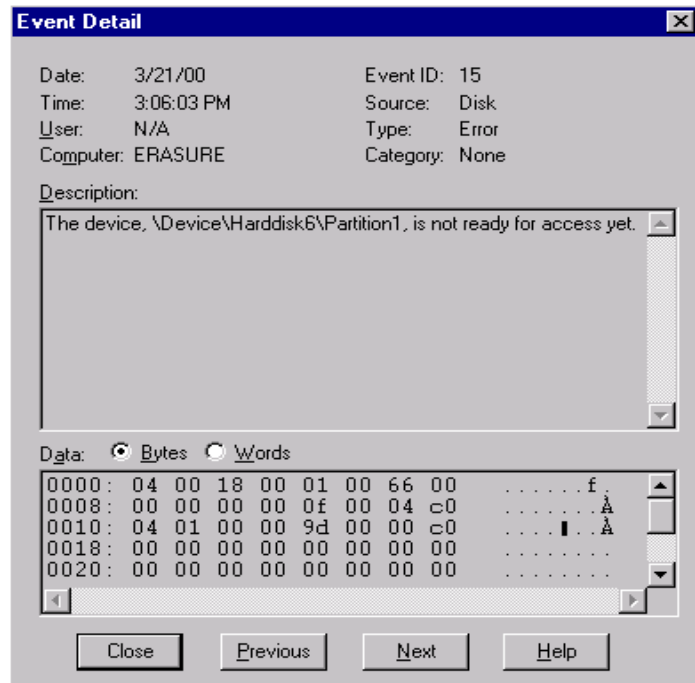 Event Detail
Date: 3/21/00 Event ID: 15
Time: 3:06:03 PM Source: Disk
User: N/A Type: Error
Computer: ERASURE Category: None
Description:
The device, \Device\Harddisk6\Partition1, is not ready for access yet.
Data: Bytes Words
0000: 04 00 18 00 01 00 66 00 ......f.
0008: 00 00 00 00 0f 00 04 c0 .......À
0010: 04 01 00 00 9d 00 00 c0 ....▮..À
0018: 00 00 00 00 00 00 00 00 ........
0020: 00 00 00 00 00 00 00 00 ........
Close Previous Next Help